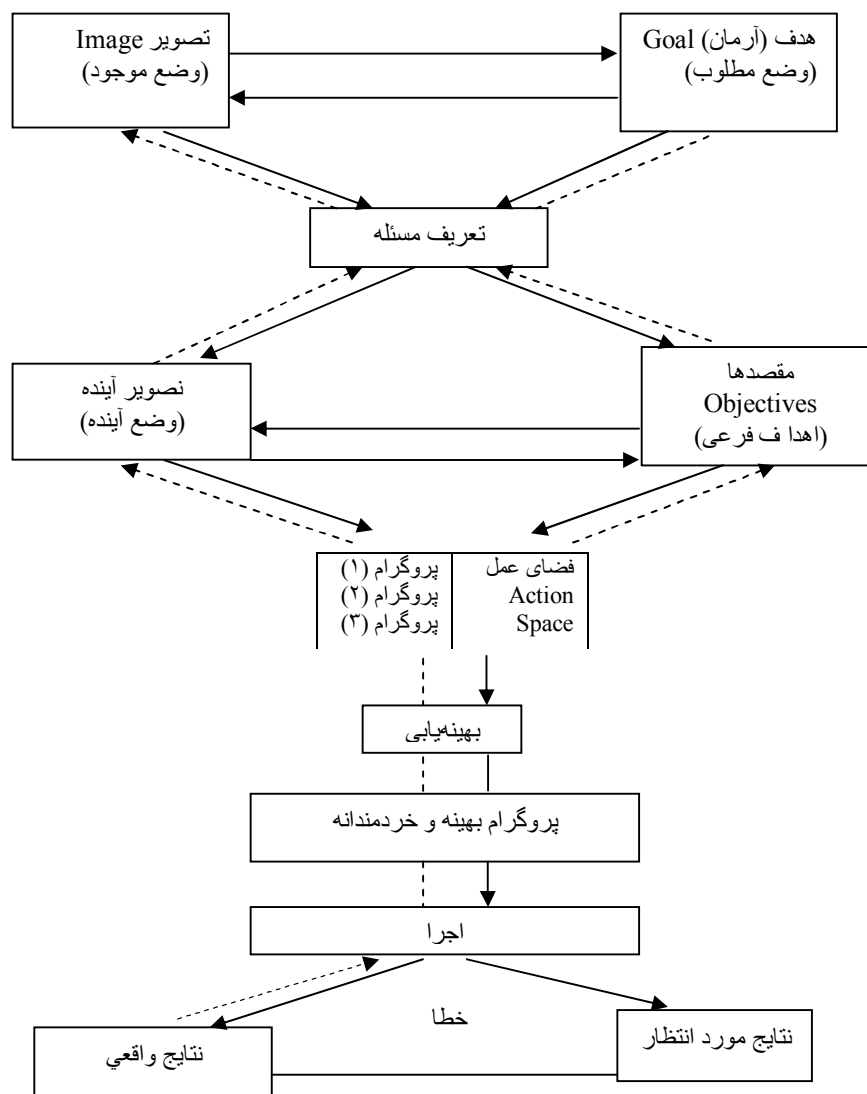 هدف (آرمان) Goal
(وضع مطلوب)
تصویر Image
(وضع موجود)
تعریف مسئله
مقصدها
Objectives
(اهدا ف فرعی)
نصویر آینده
(وضع آینده)
فضای عمل
Action
Space
پروگرام (۱)
پروگرام (۲)
پروگرام (۳)
بهینه‌یابی
پروگرام بهینه و خردمندانه
اجرا
خطا
نتایج مورد انتظار
نتایج واقعي